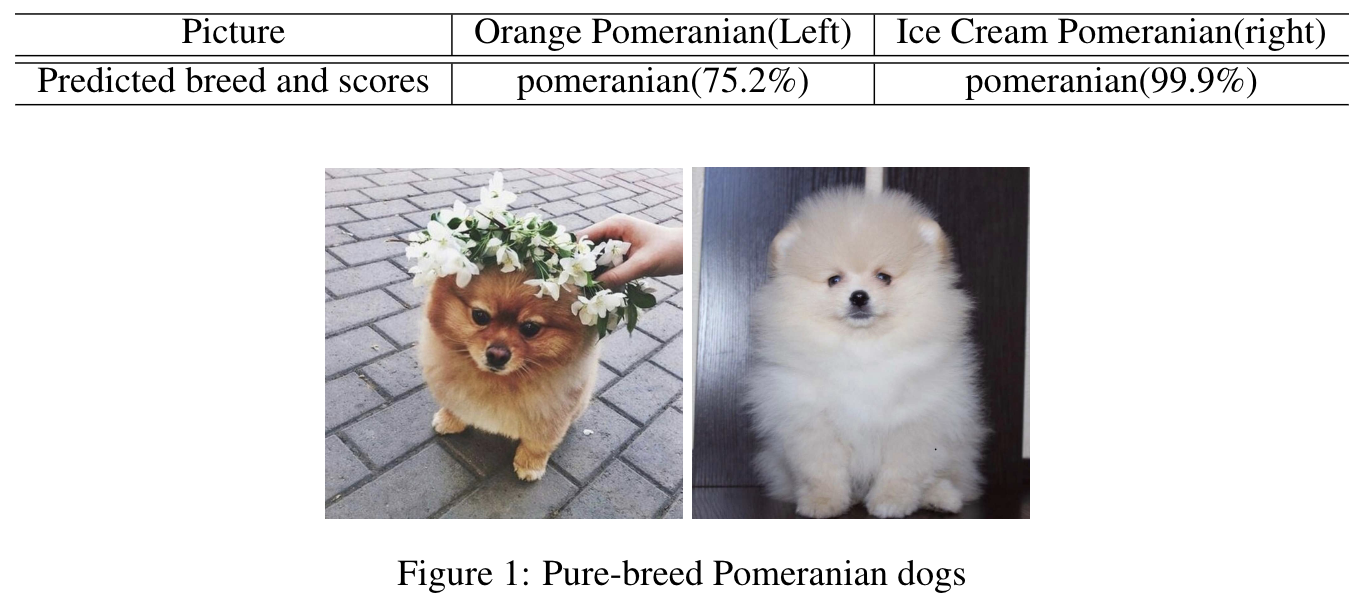 Picture Orange Pomeranian(Left) Ice Cream Pomeranian(right)
Predicted breed and scores pomeranian(75.2%) pomeranian(99.9%)
Figure 1: Pure-breed Pomeranian dogs